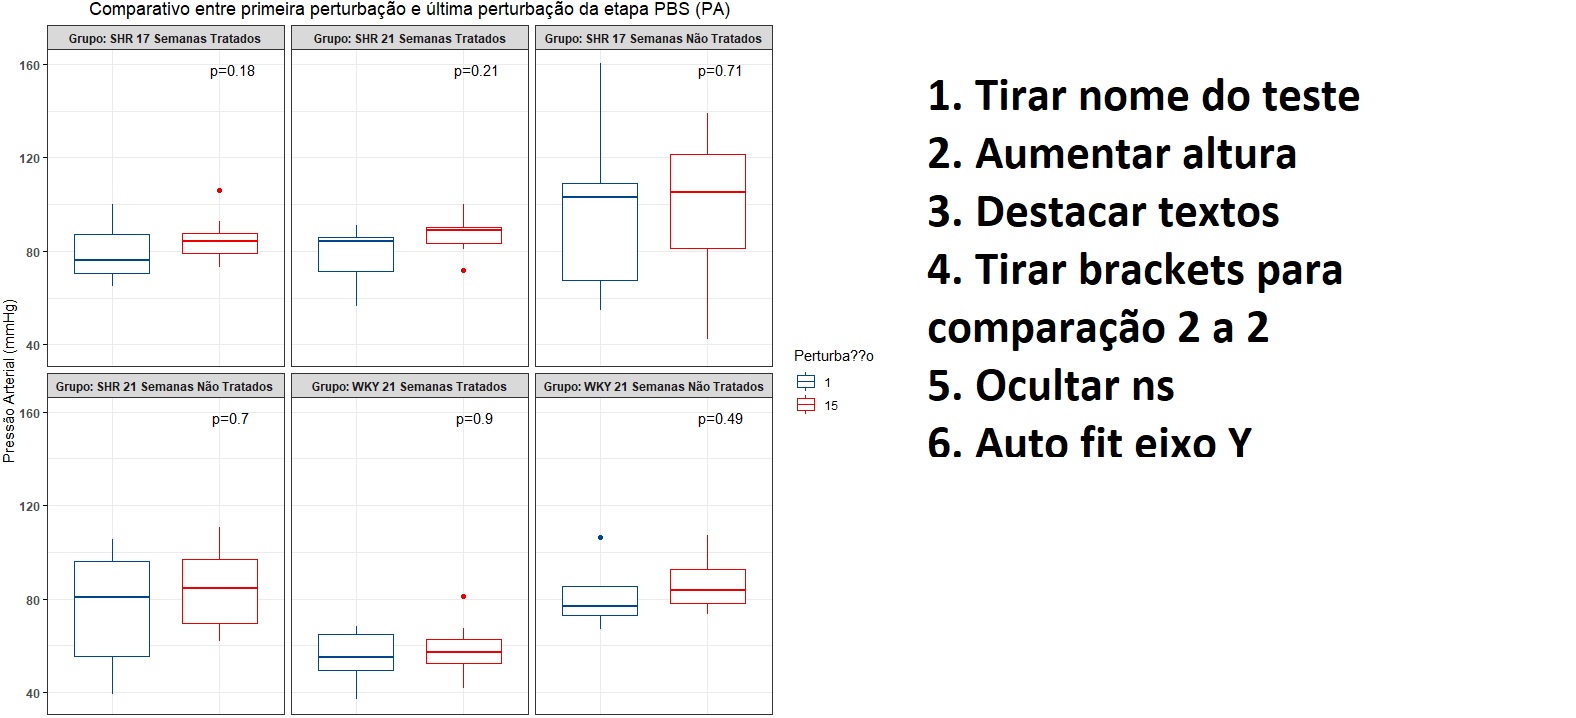 Comparativo entre primeira perturbação e última perturbação da etapa PBS (PA)
Grupo: SHR 17 Semanas Tratados
Grupo: SHR 21 Semanas Tratados
Grupo: SHR 17 Semanas Não Tratados
p=0.18
p=0.21
p=0.71
160
120
80
40
Grupo: SHR 21 Semanas Não Tratados
Grupo: WKY 21 Semanas Tratados
Grupo: WKY 21 Semanas Não Tratados
p=0.7
p=0.9
p=0.49
160
120
80
40
Pressão Arterial (mmHg)
Perturba??o
1
15
1. Tirar nome do teste
2. Aumentar altura
3. Destacar textos
4. Tirar brackets para
comparação 2 a 2
5. Ocultar ns
6. Auto fit eixo Y